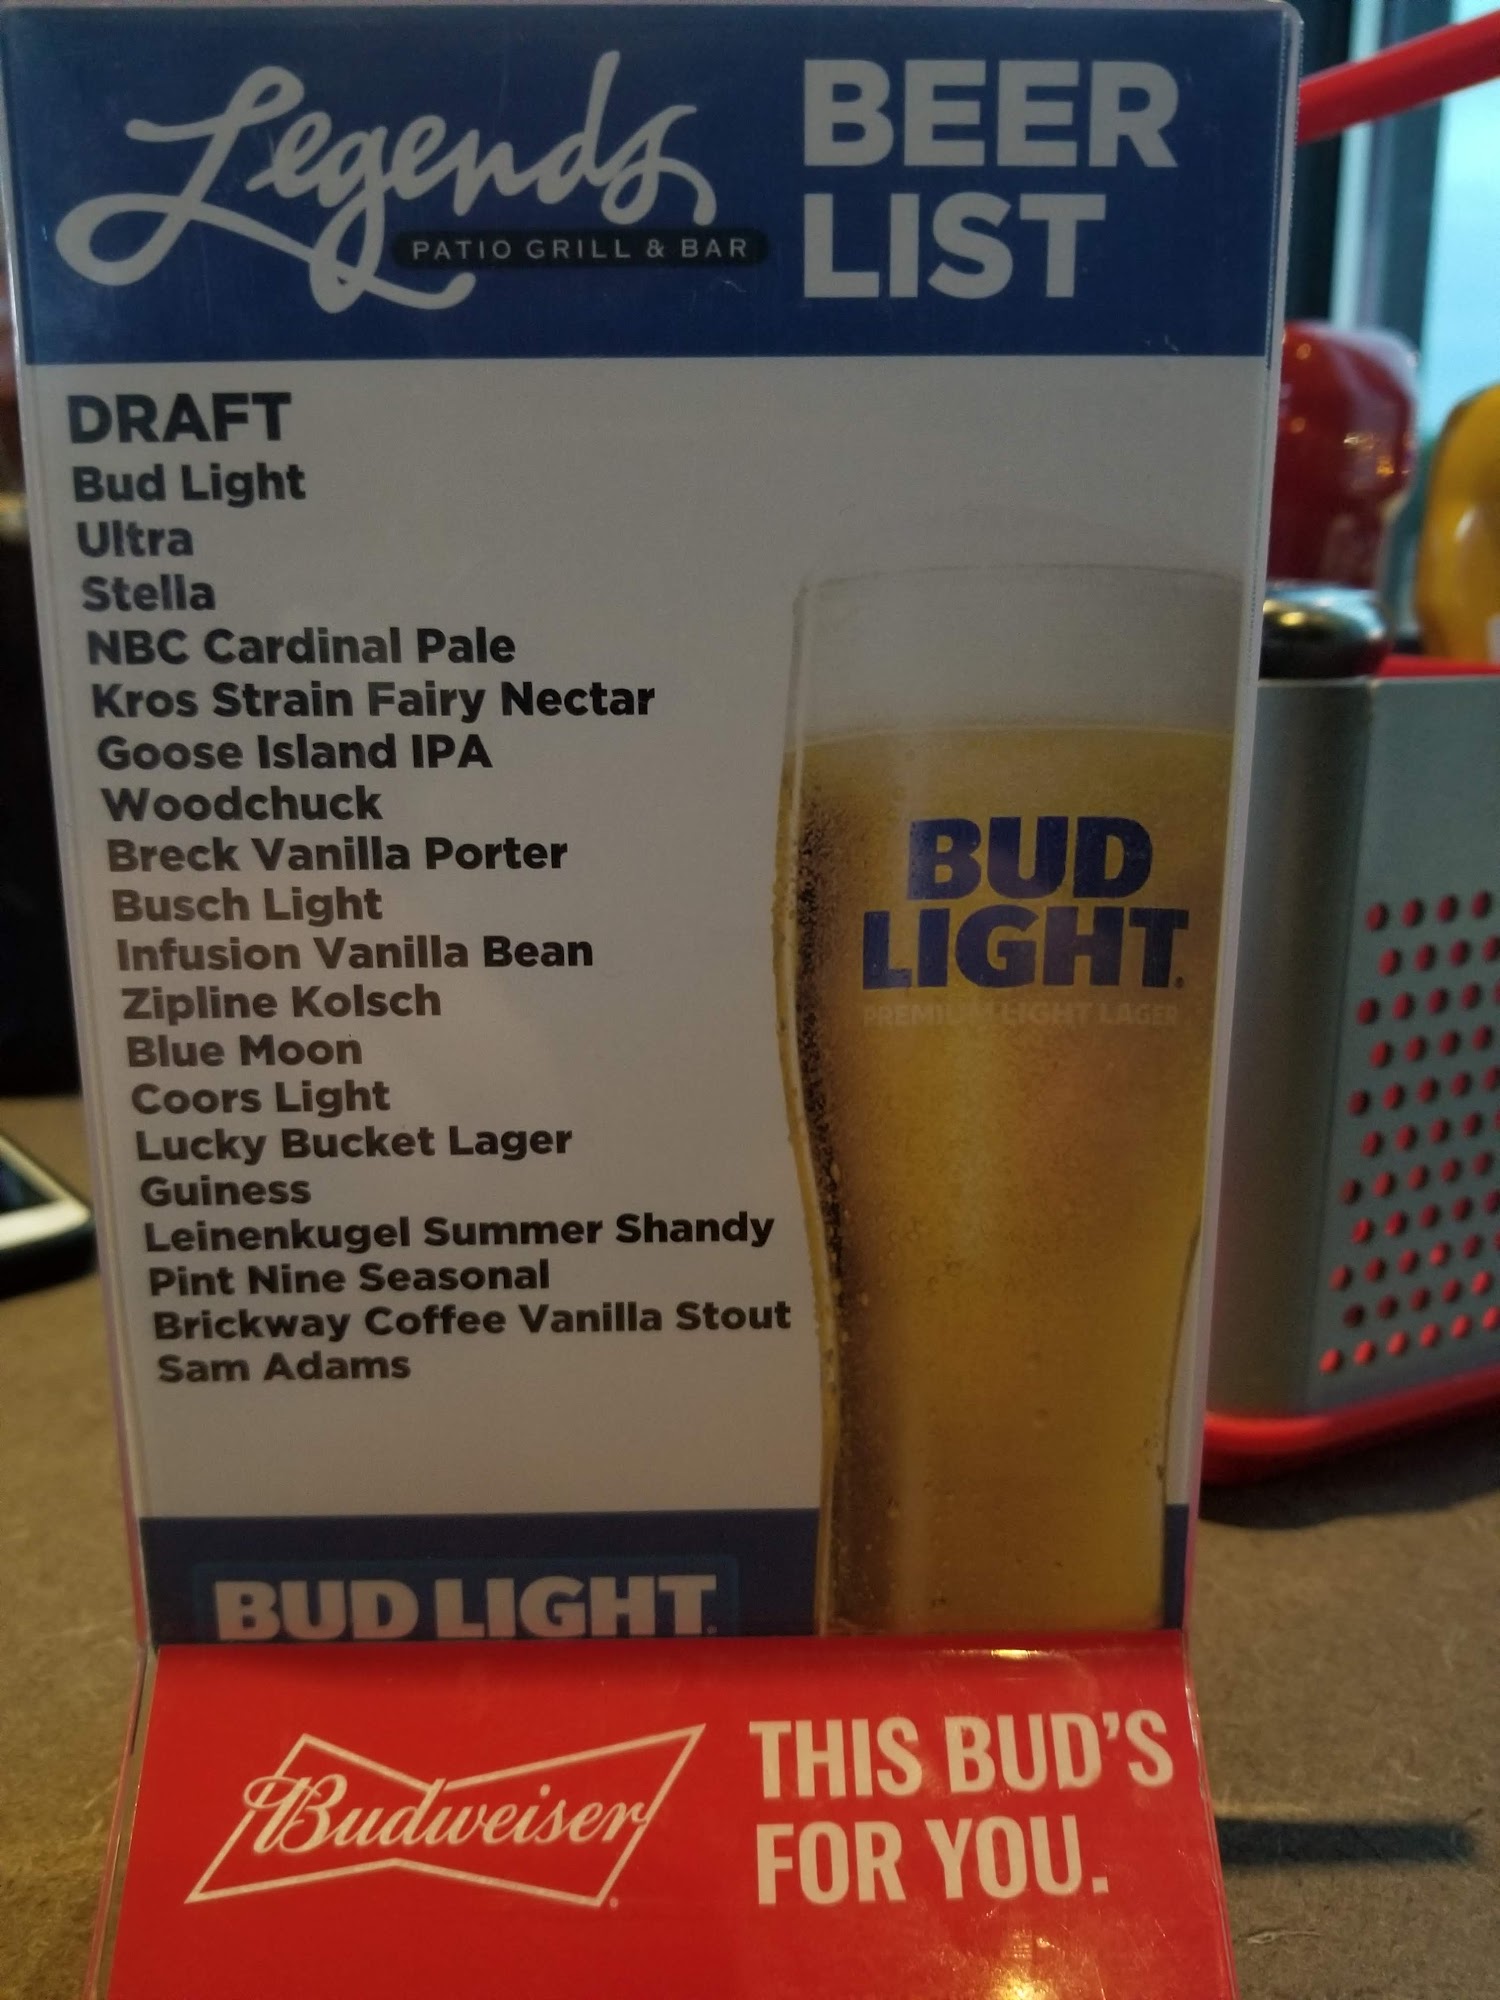 Legends
PATIO GRILL & BAR
BEER
LIST
DRAFT
Bud Light
Ultra
Stella
NBC Cardinal Pale
Kros Strain Fairy Nectar
Goose Island IPA
Woodchuck
Breck Vanilla Porter
Busch Light
Infusion Vanilla Bean
Zipline Kolsch
Blue Moon
Coors Light
Lucky Bucket Lager
Guiness
Leinenkugel Summer Shandy
Pint Nine Seasonal
Brickway Coffee Vanilla Stout
Sam Adams
BUD
LIGHT.
PREMIUM LIGHT LAGER
BUD LIGHT.
Budweiser
THIS BUD'S
FOR YOU.